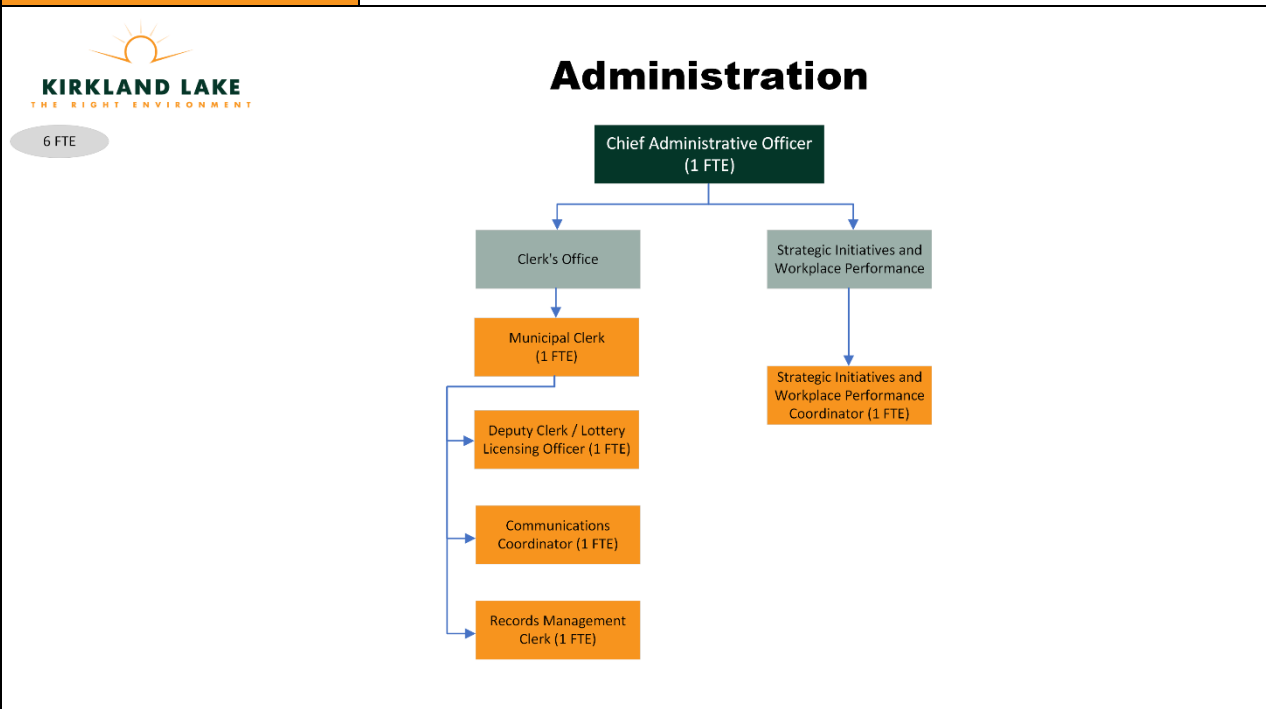 KIRKLAND LAKE
THE RIGHT ENVIRONMENT
Administration
6 FTE
Chief Administrative Officer
(1 FTE)
Clerk's Office
Strategic Initiatives and
Workplace Performance
Municipal Clerk
(1 FTE)
Strategic Initiatives and
Workplace Performance
Coordinator (1 FTE)
Deputy Clerk / Lottery
Licensing Officer (1 FTE)
Communications
Coordinator (1 FTE)
Records Management
Clerk (1 FTE)